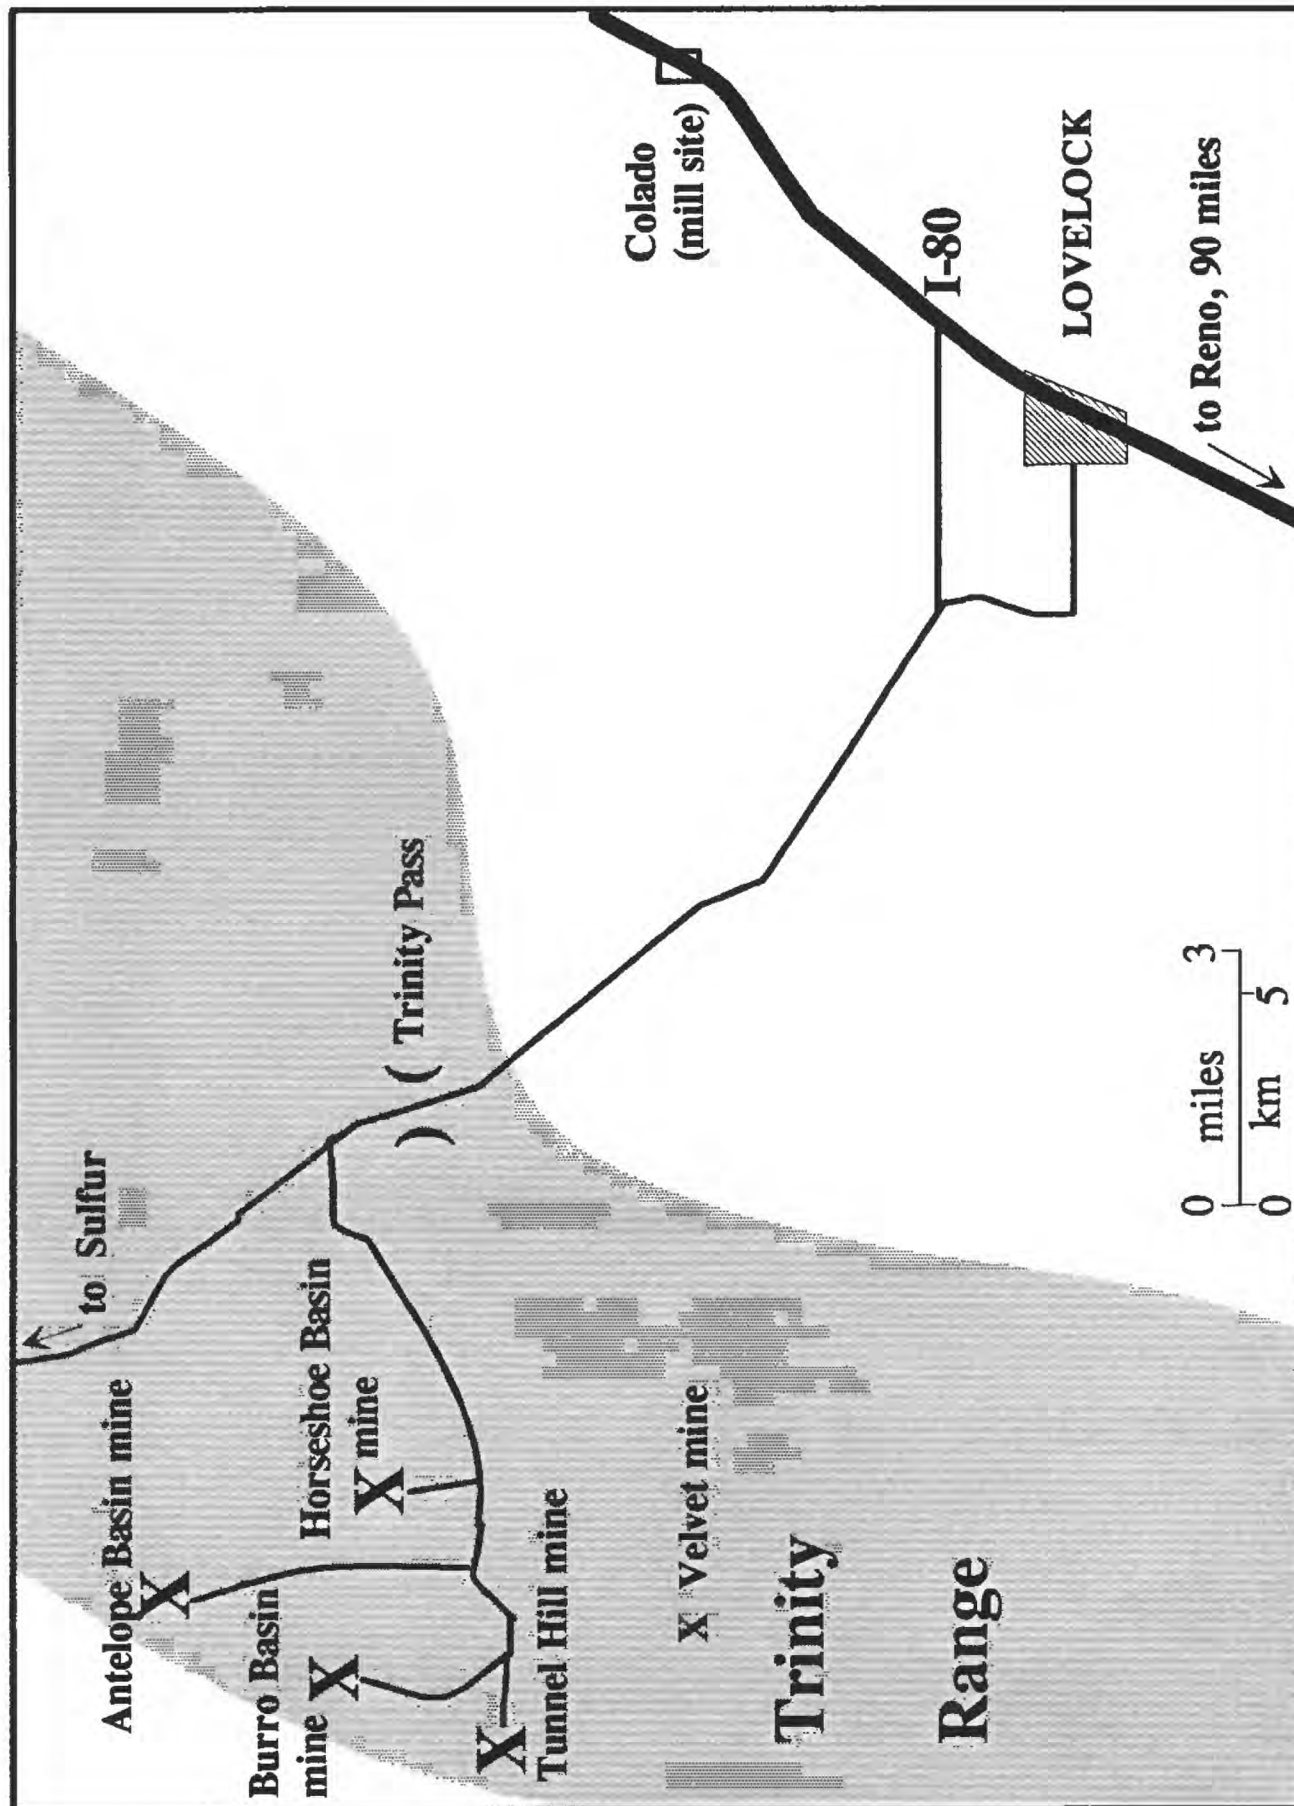 to Sulfur
Antelope Basin mine
Burro Basin
mine
Horseshoe Basin
mine
Tunnel Hill mine
Velvet mine
Trinity
Range
( Trinity Pass
)
Colado
(mill site)
I-80
LOVELOCK
to Reno, 90 miles
0 miles 3
0 km 5
X
X
X
X
X